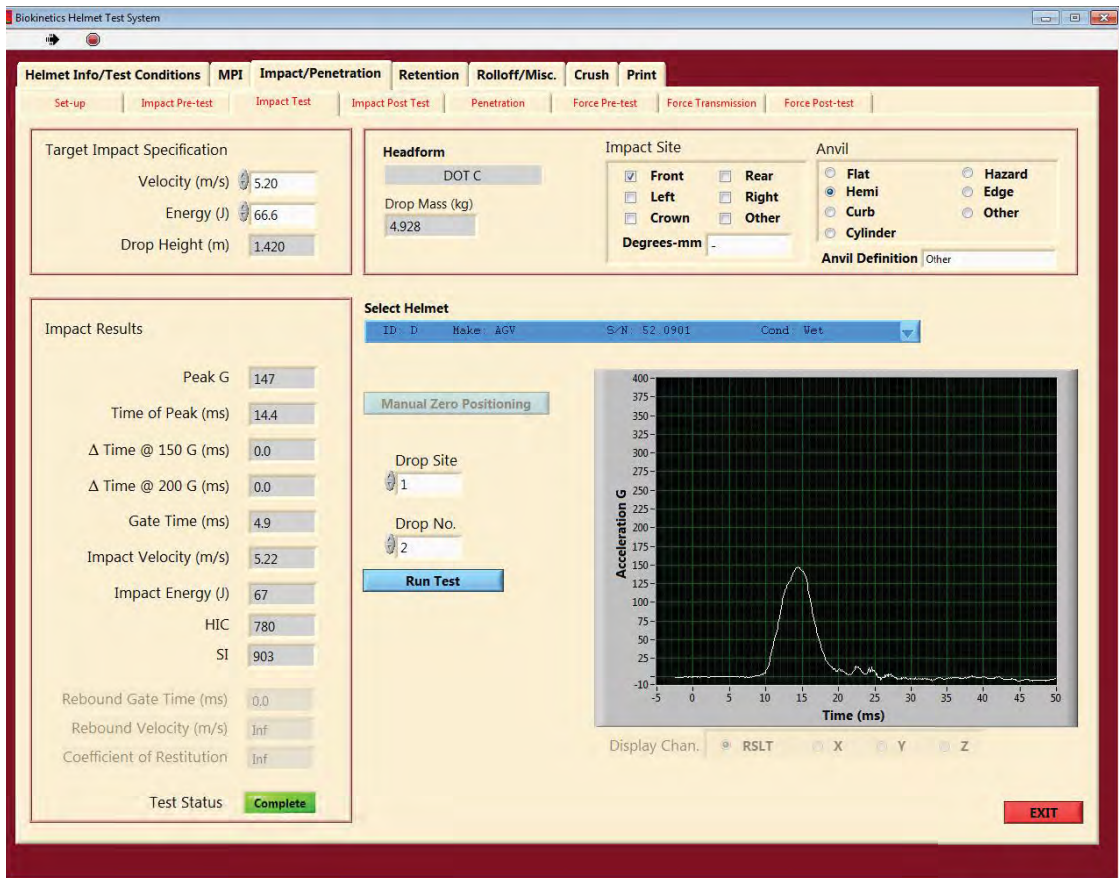 Biokinetics Helmet Test System
Helmet Info/Test Conditions MPI Impact/Penetration Retention Rolloff/Misc. Crush Print
Set-up Impact Pre-test Impact Test Impact Post Test Penetration Force Pre-test Force Transmission Force Post-test
Target Impact Specification
Velocity (m/s) 5.20
Energy (J) 66.6
Drop Height (m) 1.420
Headform
DOT C
Drop Mass (kg)
4.928
Impact Site
Front Rear
Left Right
Crown Other
Degrees-mm -
Anvil
Flat Hazard
Hemi Edge
Curb Other
Cylinder
Anvil Definition Other
Impact Results
Peak G 147
Time of Peak (ms) 14.4
Δ Time @ 150 G (ms) 0.0
Δ Time @ 200 G (ms) 0.0
Gate Time (ms) 4.9
Impact Velocity (m/s) 5.22
Impact Energy (J) 67
HIC 780
SI 903
Rebound Gate Time (ms) 0.0
Rebound Velocity (m/s) Inf
Coefficient of Restitution Inf
Test Status Complete
Select Helmet
ID: D Make: AGV S/N: 52 0901 Cond: Wet
Manual Zero Positioning
Drop Site
1
Drop No.
2
Run Test
Acceleration G
400
375
350
325
300
275
250
225
200
175
150
125
100
75
50
25
-10
-5 0 5 10 15 20 25 30 35 40 45 50
Time (ms)
Display Chan. RSLT X Y Z
EXIT